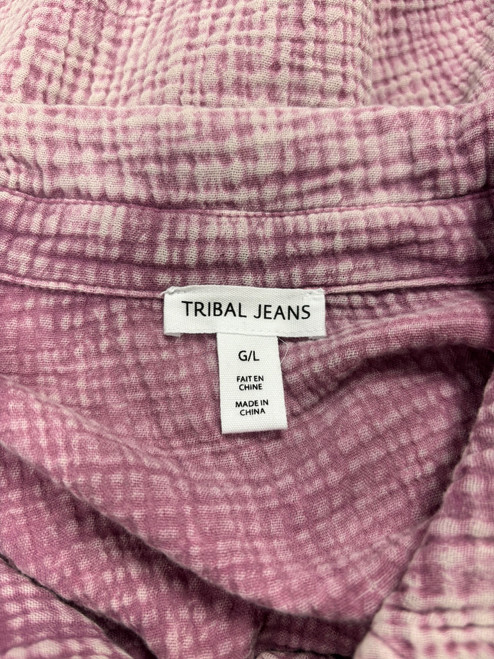 TRIBAL JEANS
G/L
FAIT EN
CHINE
MADE IN
CHINA